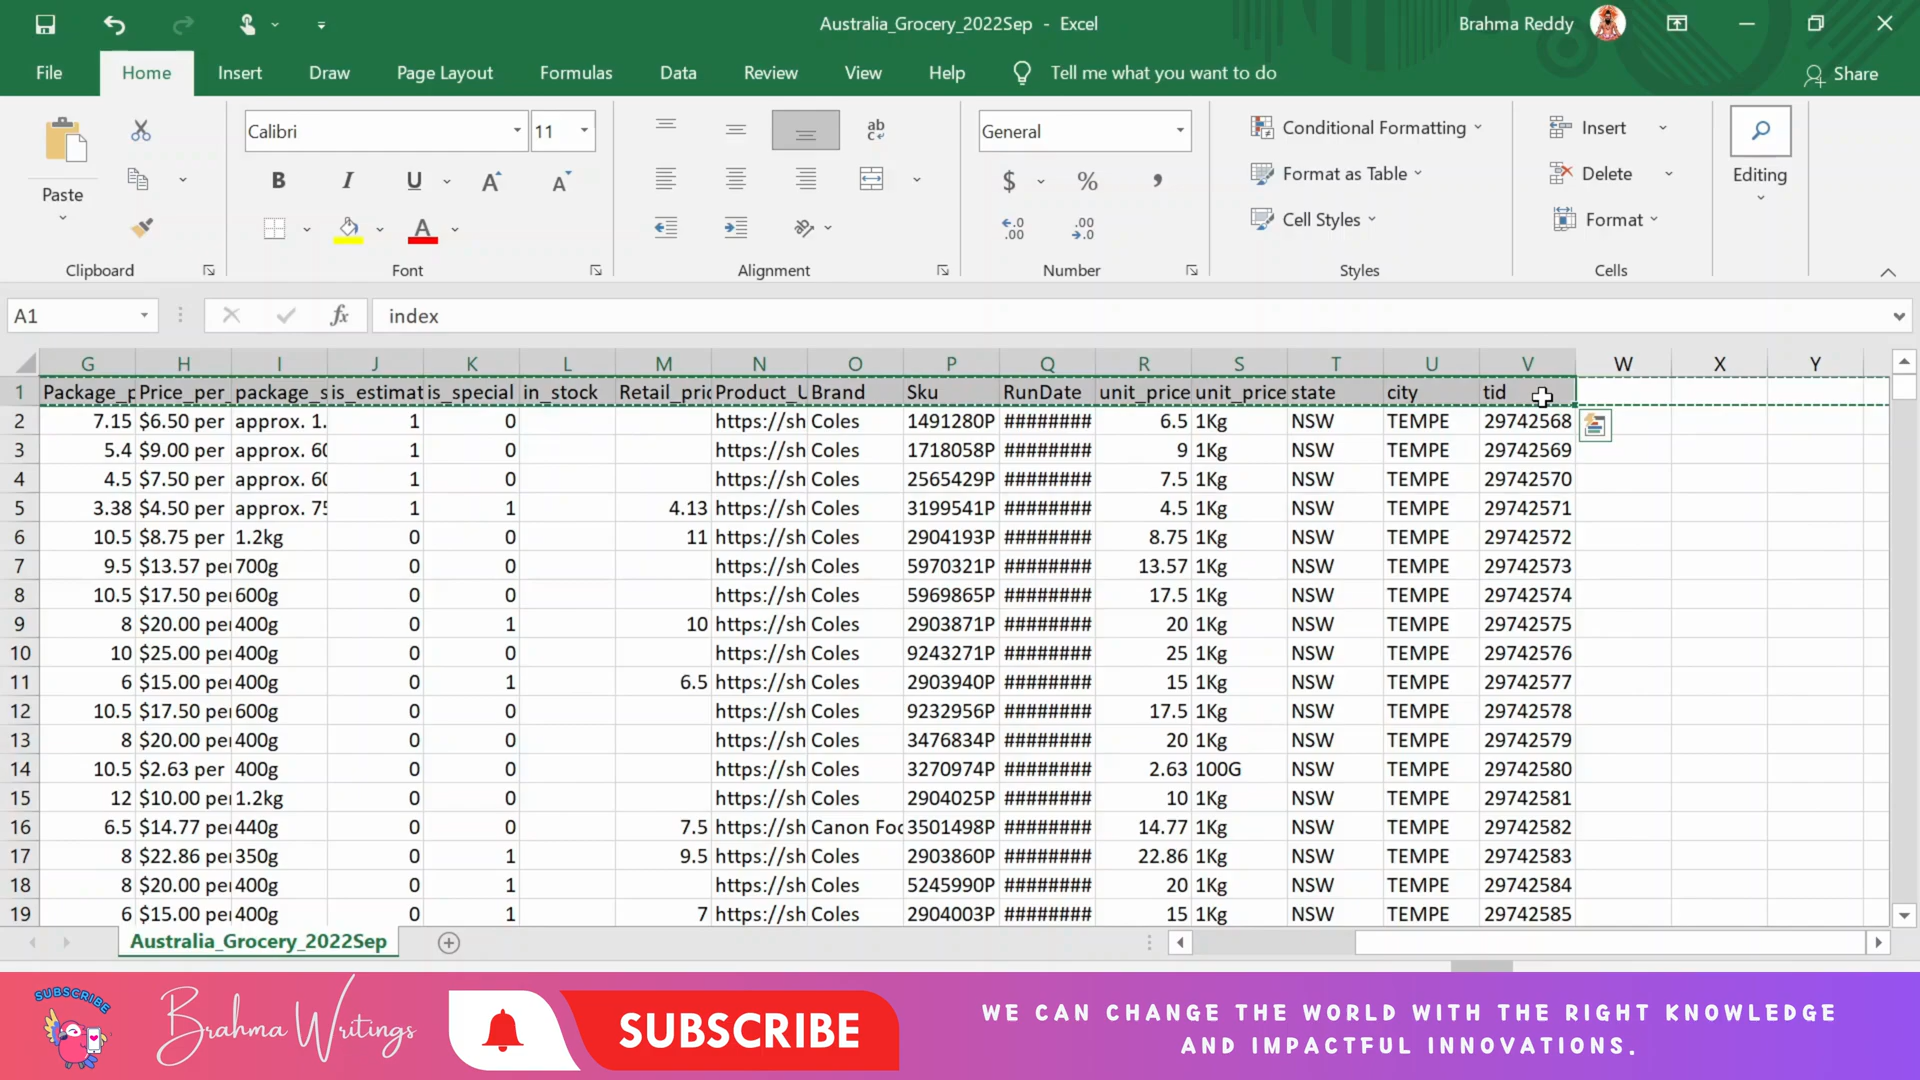 Australia_Grocery_2022Sep - Excel
Brahma Reddy
File Home Insert Draw Page Layout Formulas Data Review View Help Tell me what you want to do Share
Paste
Clipboard
Calibri 11
B I U A A
A
Font
ab
Alignment
General
$ % ,
.0 .00 .00 .0
Number
Conditional Formatting
Format as Table
Cell Styles
Styles
Insert
Delete
Format
Cells
Editing
A1 fx index
G H I J K L M N O P Q R S T U V W X Y
1 Package_p Price_per_ package_s is_estimat is_special in_stock Retail_pric Product_U Brand Sku RunDate unit_price unit_price state city tid
2 7.15 $6.50 per approx. 1. 1 0 https://sh Coles 1491280P ######## 6.5 1Kg NSW TEMPE 29742568
3 5.4 $9.00 per approx. 60 1 0 https://sh Coles 1718058P ######## 9 1Kg NSW TEMPE 29742569
4 4.5 $7.50 per approx. 60 1 0 https://sh Coles 2565429P ######## 7.5 1Kg NSW TEMPE 29742570
5 3.38 $4.50 per approx. 75 1 1 4.13 https://sh Coles 3199541P ######## 4.5 1Kg NSW TEMPE 29742571
6 10.5 $8.75 per 1.2kg 0 0 11 https://sh Coles 2904193P ######## 8.75 1Kg NSW TEMPE 29742572
7 9.5 $13.57 per 700g 0 0 https://sh Coles 5970321P ######## 13.57 1Kg NSW TEMPE 29742573
8 10.5 $17.50 per 600g 0 0 https://sh Coles 5969865P ######## 17.5 1Kg NSW TEMPE 29742574
9 8 $20.00 per 400g 0 1 10 https://sh Coles 2903871P ######## 20 1Kg NSW TEMPE 29742575
10 10 $25.00 per 400g 0 0 https://sh Coles 9243271P ######## 25 1Kg NSW TEMPE 29742576
11 6 $15.00 per 400g 0 1 6.5 https://sh Coles 2903940P ######## 15 1Kg NSW TEMPE 29742577
12 10.5 $17.50 per 600g 0 0 https://sh Coles 9232956P ######## 17.5 1Kg NSW TEMPE 29742578
13 8 $20.00 per 400g 0 0 https://sh Coles 3476834P ######## 20 1Kg NSW TEMPE 29742579
14 10.5 $2.63 per 400g 0 0 https://sh Coles 3270974P ######## 2.63 100G NSW TEMPE 29742580
15 12 $10.00 per 1.2kg 0 0 https://sh Coles 2904025P ######## 10 1Kg NSW TEMPE 29742581
16 6.5 $14.77 per 440g 0 0 7.5 https://sh Canon Foo 3501498P ######## 14.77 1Kg NSW TEMPE 29742582
17 8 $22.86 per 350g 0 1 9.5 https://sh Coles 2903860P ######## 22.86 1Kg NSW TEMPE 29742583
18 8 $20.00 per 400g 0 1 https://sh Coles 5245990P ######## 20 1Kg NSW TEMPE 29742584
19 6 $15.00 per 400g 0 1 7 https://sh Coles 2904003P ######## 15 1Kg NSW TEMPE 29742585
Australia_Grocery_2022Sep
SUBSCRIBE
Brahma Writings
SUBSCRIBE
WE CAN CHANGE THE WORLD WITH THE RIGHT KNOWLEDGE
AND IMPACTFUL INNOVATIONS.